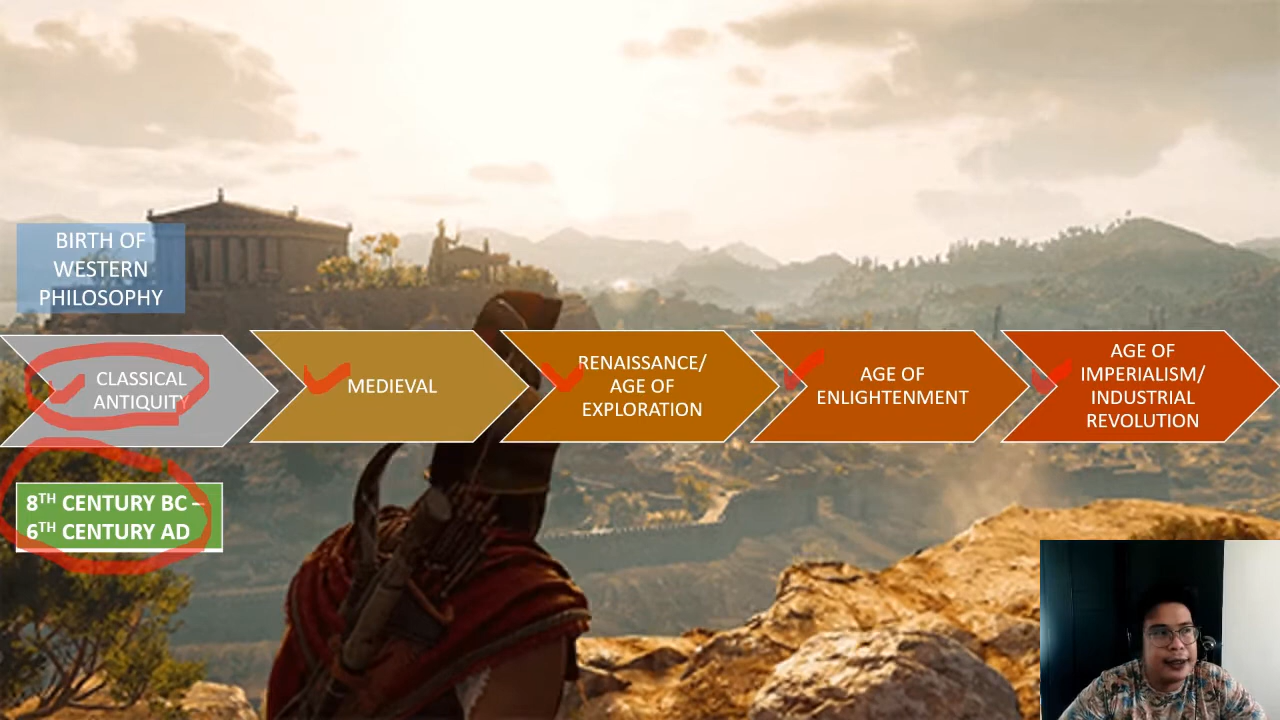 BIRTH OF
WESTERN
PHILOSOPHY
CLASSICAL
ANTIQUITY
MEDIEVAL
RENAISSANCE/
AGE OF
EXPLORATION
AGE OF
ENLIGHTENMENT
AGE OF
IMPERIALISM/
INDUSTRIAL
REVOLUTION
8TH CENTURY BC –
6TH CENTURY AD